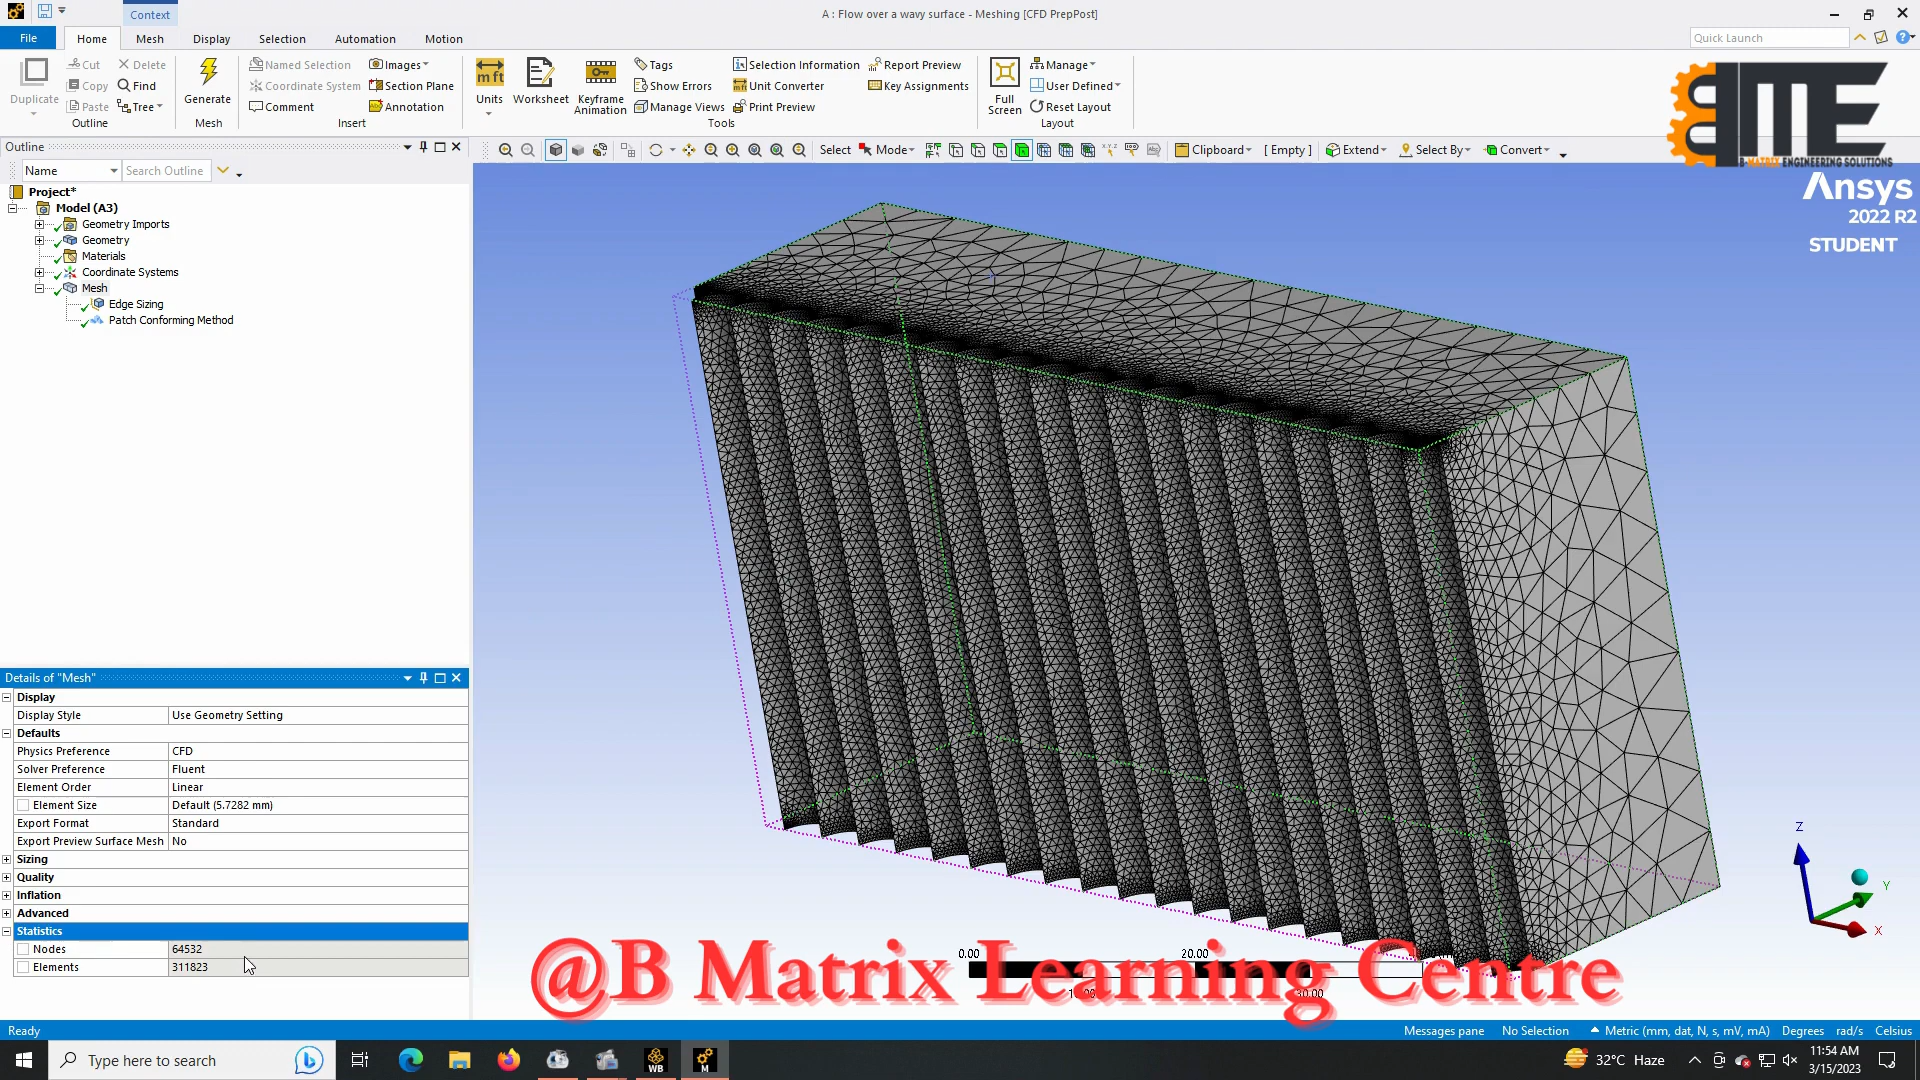 Context
A : Flow over a wavy surface - Meshing [CFD PrepPost]
File Home Mesh Display Selection Automation Motion
Quick Launch
Duplicate
Cut
Copy
Paste
Delete
Find
Tree
Outline
Generate
Mesh
Named Selection
Coordinate System
Comment
Images
Section Plane
Annotation
Insert
m ft
Units
Worksheet
Keyframe
Animation
Tags
Show Errors
Manage Views
Selection Information
Unit Converter
Print Preview
Report Preview
Key Assignments
Tools
Full
Screen
Manage
User Defined
Reset Layout
Layout
BME
B-MATRIX ENGINEERING SOLUTIONS
Outline
Select Mode Clipboard [ Empty ] Extend Select By Convert
Name Search Outline
Project*
Model (A3)
Geometry Imports
Geometry
Materials
Coordinate Systems
Mesh
Edge Sizing
Patch Conforming Method
Ansys
2022 R2
STUDENT
Details of "Mesh"
Display
Display Style Use Geometry Setting
Defaults
Physics Preference CFD
Solver Preference Fluent
Element Order Linear
Element Size Default (5.7282 mm)
Export Format Standard
Export Preview Surface Mesh No
Sizing
Quality
Inflation
Advanced
Statistics
Nodes 64532
Elements 311823
Z
Y
X
0.00 20.00
@B Matrix Learning Centre
30.00
Ready
Messages pane No Selection Metric (mm, dat, N, s, mV, mA) Degrees rad/s Celsius
Type here to search
WB
M
32°C Haze
11:54 AM
3/15/2023